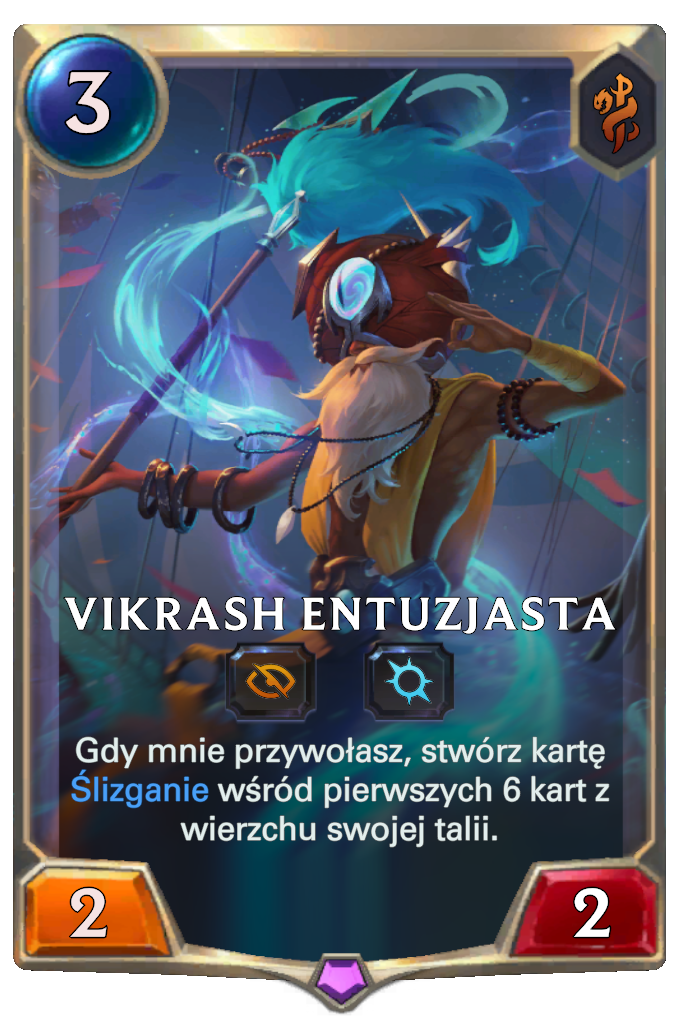 3
VIKRASH ENTUZJASTA
Gdy mnie przywołasz, stwórz kartę
Ślizganie wśród pierwszych 6 kart z
wierzchu swojej talii.
2
2